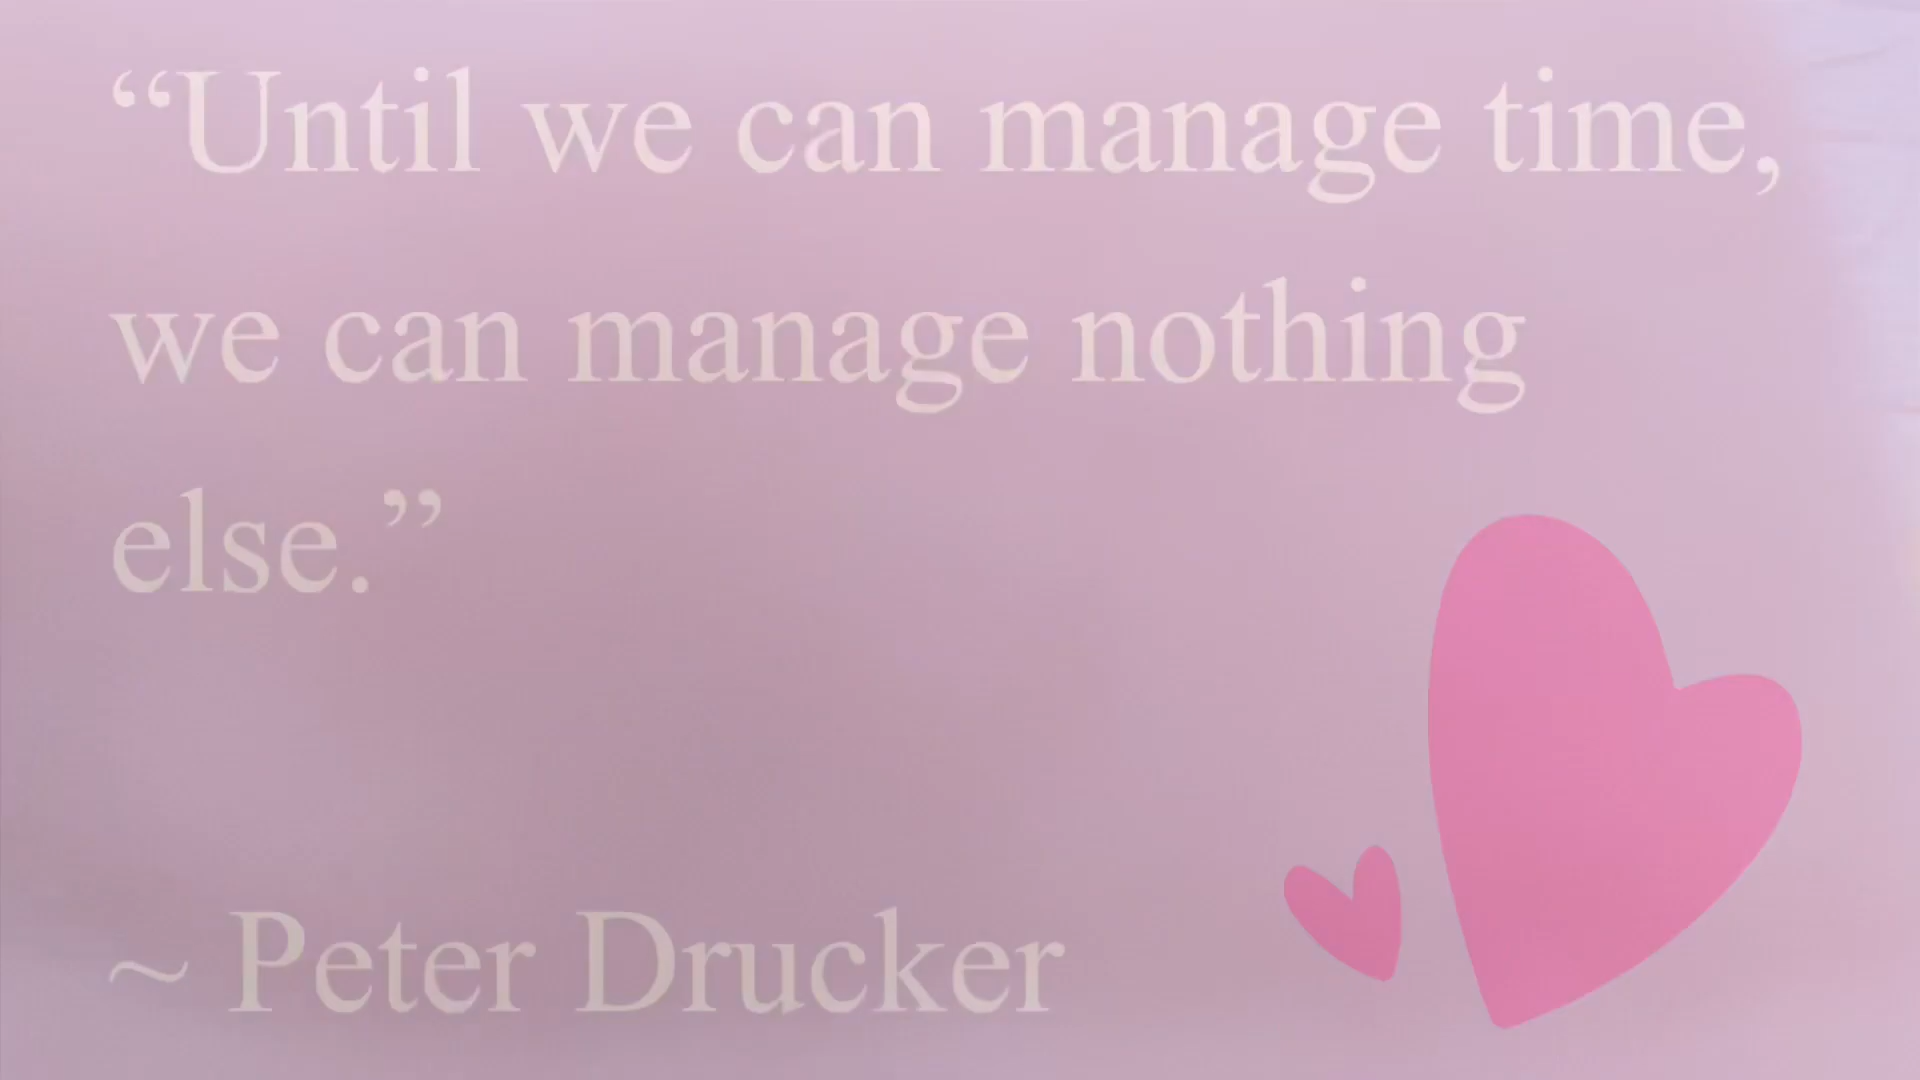 “Until we can manage time,
we can manage nothing
else.”
~ Peter Drucker